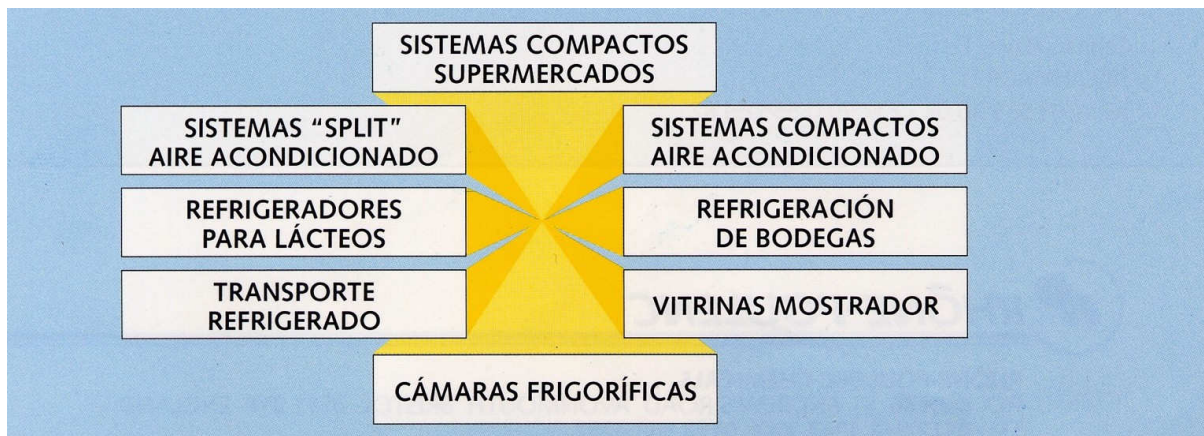 SISTEMAS COMPACTOS
SUPERMERCADOS
SISTEMAS “SPLIT”
AIRE ACONDICIONADO
SISTEMAS COMPACTOS
AIRE ACONDICIONADO
REFRIGERADORES
PARA LÁCTEOS
REFRIGERACIÓN
DE BODEGAS
TRANSPORTE
REFRIGERADO
VITRINAS MOSTRADOR
CÁMARAS FRIGORÍFICAS